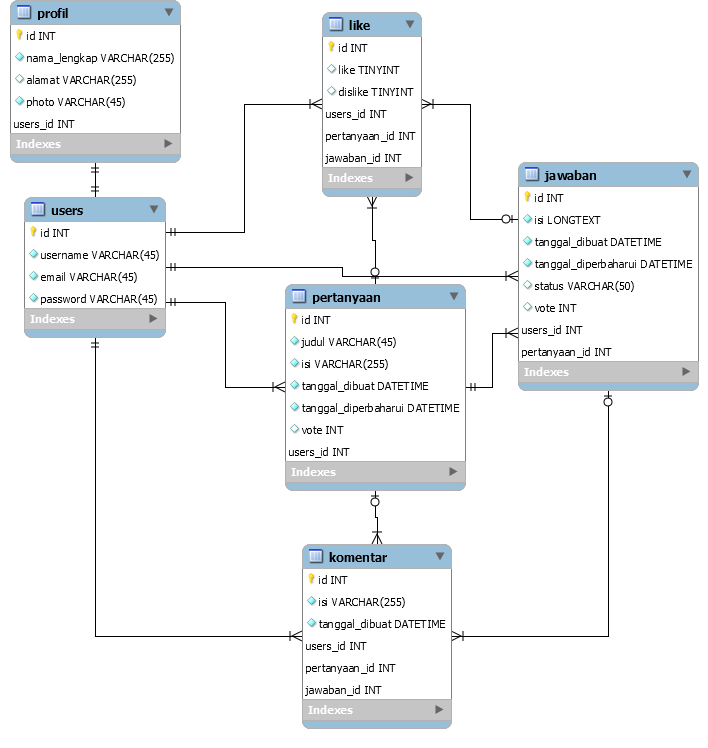 profil
id INT
nama_lengkap VARCHAR(255)
alamat VARCHAR(255)
photo VARCHAR(45)
users_id INT
Indexes
like
id INT
like TINYINT
dislike TINYINT
users_id INT
pertanyaan_id INT
jawaban_id INT
Indexes
users
id INT
username VARCHAR(45)
email VARCHAR(45)
password VARCHAR(45)
Indexes
jawaban
id INT
isi LONGTEXT
tanggal_dibuat DATETIME
tanggal_diperbaharui DATETIME
status VARCHAR(50)
vote INT
users_id INT
pertanyaan_id INT
Indexes
pertanyaan
id INT
judul VARCHAR(45)
isi VARCHAR(255)
tanggal_dibuat DATETIME
tanggal_diperbaharui DATETIME
vote INT
users_id INT
Indexes
komentar
id INT
isi VARCHAR(255)
tanggal_dibuat DATETIME
users_id INT
pertanyaan_id INT
jawaban_id INT
Indexes